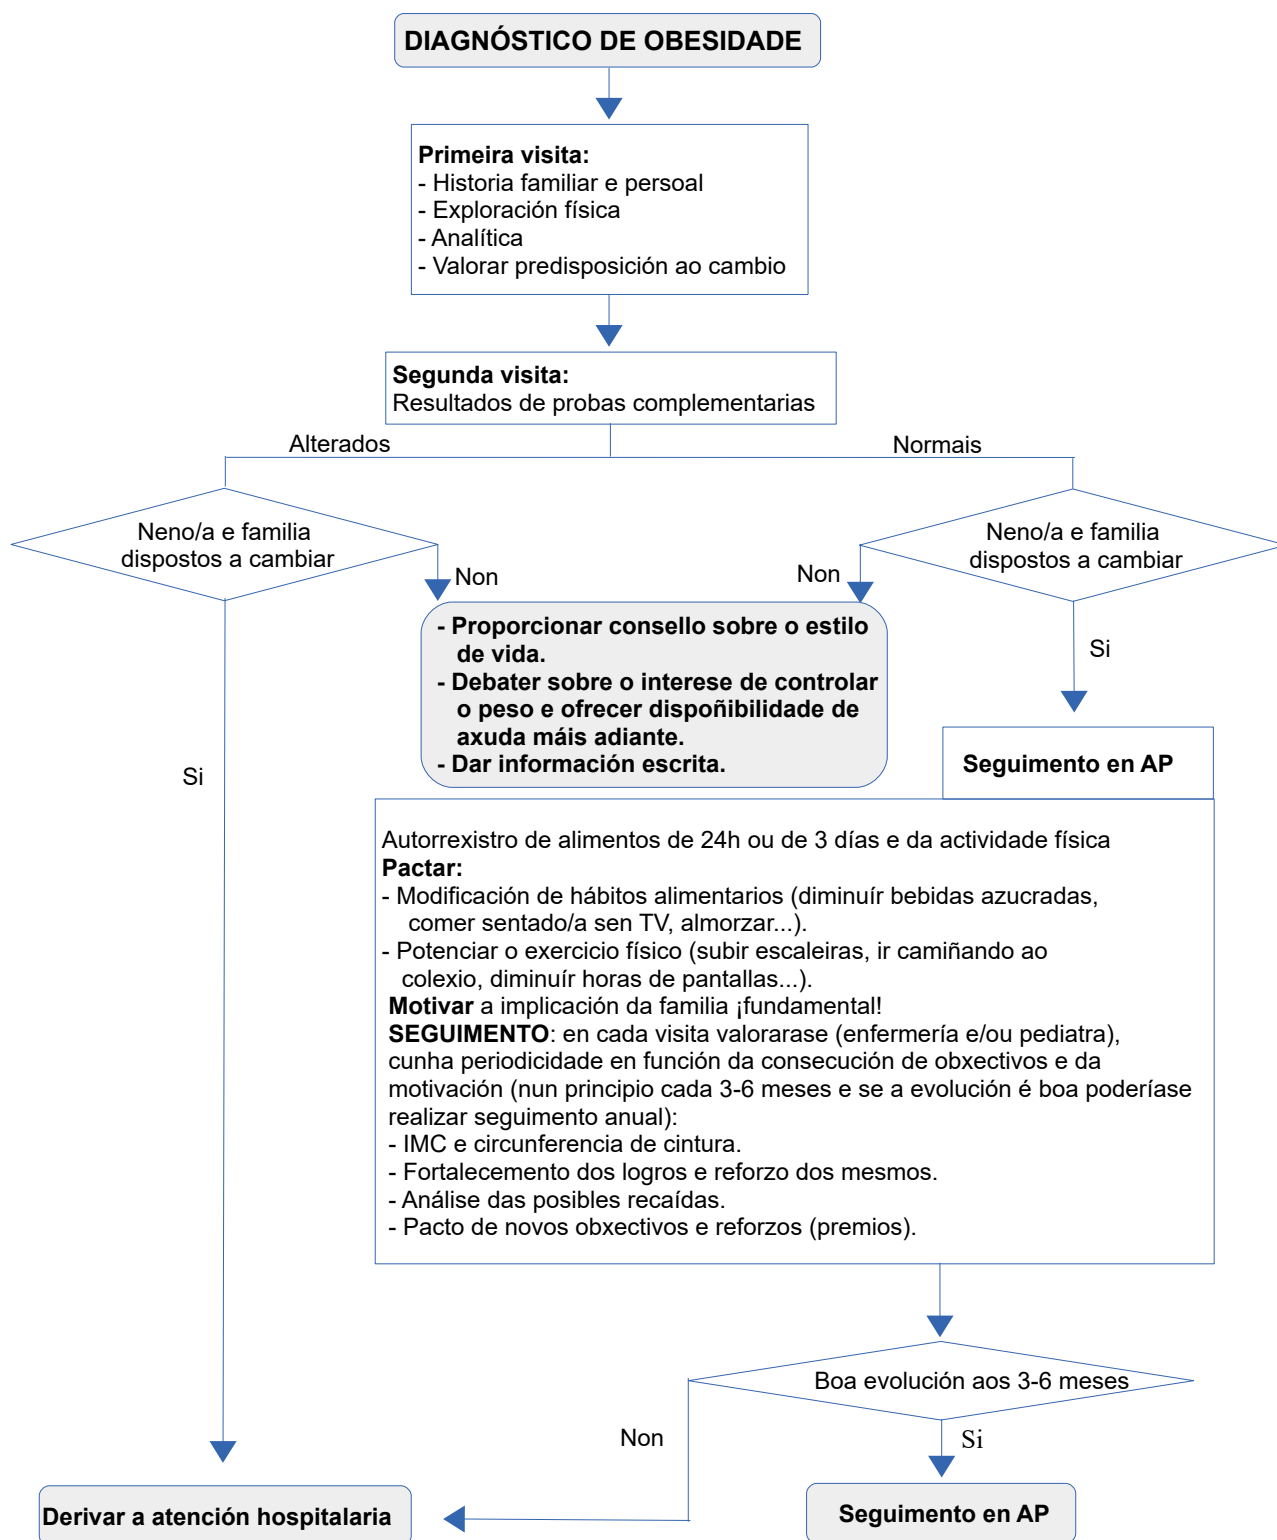 DIAGNÓSTICO DE OBESIDADE
Primeira visita:
- Historia familiar e persoal
- Exploración física
- Analítica
- Valorar predisposición ao cambio
Segunda visita:
Resultados de probas complementarias
Alterados
Normais
Neno/a e familia
dispostos a cambiar
Neno/a e familia
dispostos a cambiar
Non
Non
- Proporcionar consello sobre o estilo
de vida.
- Debater sobre o interese de controlar
o peso e ofrecer dispoñibilidade de
axuda máis adiante.
- Dar información escrita.
Si
Si
Seguimento en AP
Autorrexistro de alimentos de 24h ou de 3 días e da actividade física
Pactar:
- Modificación de hábitos alimentarios (diminuír bebidas azucradas,
comer sentado/a sen TV, almorzar...).
- Potenciar o exercicio físico (subir escaleiras, ir camiñando ao
colexio, diminuír horas de pantallas...).
Motivar a implicación da familia ¡fundamental!
SEGUIMENTO: en cada visita valorarase (enfermería e/ou pediatra),
cunha periodicidade en función da consecución de obxectivos e da
motivación (nun principio cada 3-6 meses e se a evolución é boa poderíase
realizar seguimento anual):
- IMC e circunferencia de cintura.
- Fortalecemento dos logros e reforzo dos mesmos.
- Análise das posibles recaídas.
- Pacto de novos obxectivos e reforzos (premios).
Boa evolución aos 3-6 meses
Non
Si
Derivar a atención hospitalaria
Seguimento en AP